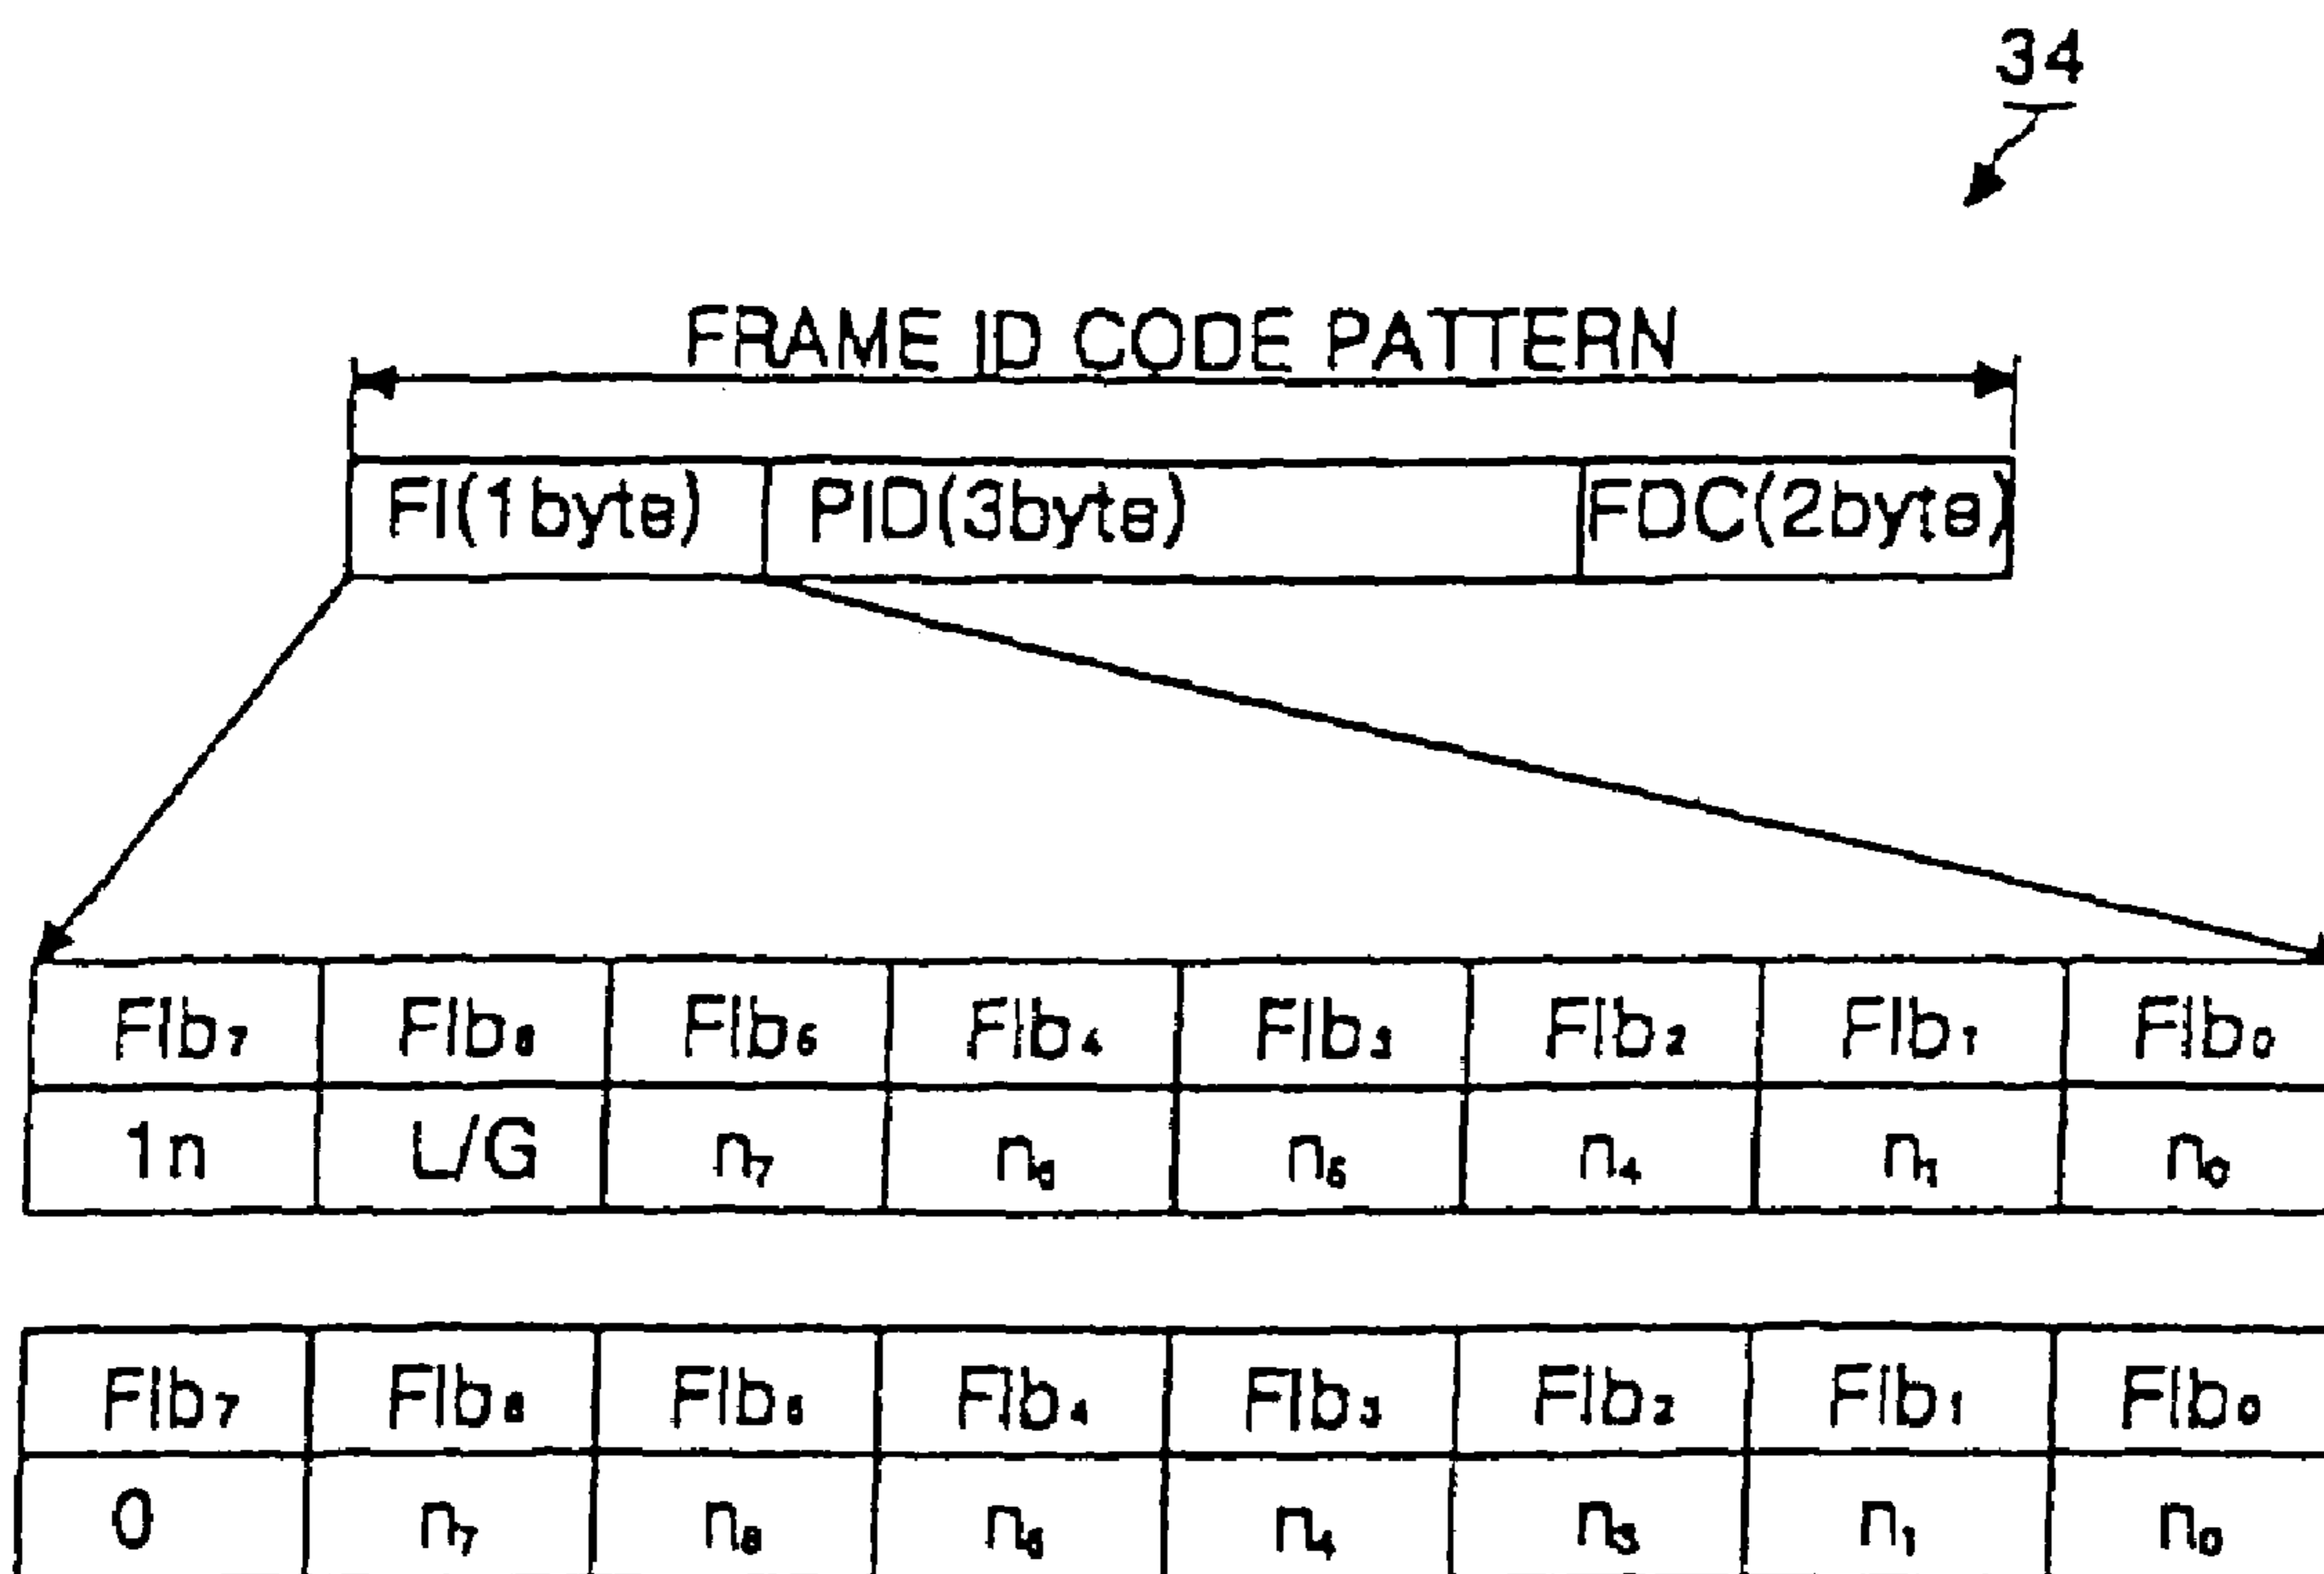 34
FRAME ID CODE PATTERN
FI(1byte) PID(3byte) FDC(2byte)
FIb₇ FIb₆ FIb₅ FIb₄ FIb₃ FIb₂ FIb₁ FIb₀
1n L/G n₇ n₆ n₅ n₄ n₁ n₀
FIb₇ FIb₆ FIb₅ FIb₄ FIb₃ FIb₂ FIb₁ FIb₀
0 n₇ n₆ n₅ n₄ n₃ n₁ n₀